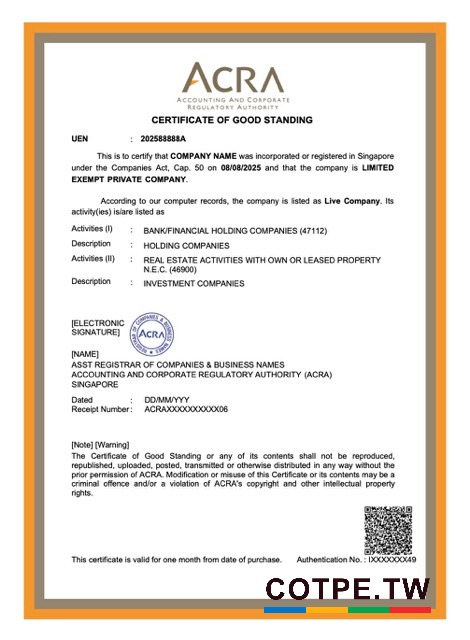 ACRA
ACCOUNTING AND CORPORATE
REGULATORY AUTHORITY
CERTIFICATE OF GOOD STANDING
UEN : 202588888A
This is to certify that COMPANY NAME was incorporated or registered in Singapore
under the Companies Act, Cap. 50 on 08/08/2025 and that the company is LIMITED
EXEMPT PRIVATE COMPANY.
According to our computer records, the company is listed as Live Company. Its
activity(ies) is/are listed as
Activities (I) : BANK/FINANCIAL HOLDING COMPANIES (47112)
Description : HOLDING COMPANIES
Activities (II) : REAL ESTATE ACTIVITIES WITH OWN OR LEASED PROPERTY
N.E.C. (46900)
Description : INVESTMENT COMPANIES
[ELECTRONIC
SIGNATURE]
REGISTRAR OF COMPANIES & BUSINESS NAMES
ACRA
[NAME]
ASST REGISTRAR OF COMPANIES & BUSINESS NAMES
ACCOUNTING AND CORPORATE REGULATORY AUTHORITY (ACRA)
SINGAPORE
Dated : DD/MM/YYY
Receipt Number : ACRAXXXXXXXXXX06
[Note] [Warning]
The Certificate of Good Standing or any of its contents shall not be reproduced,
republished, uploaded, posted, transmitted or otherwise distributed in any way without the
prior permission of ACRA. Modification or misuse of this Certificate or its contents may be a
criminal offence and/or a violation of ACRA's copyright and other intellectual property
rights.
This certificate is valid for one month from date of purchase. Authentication No. : IXXXXXXX49
COTPE.TW